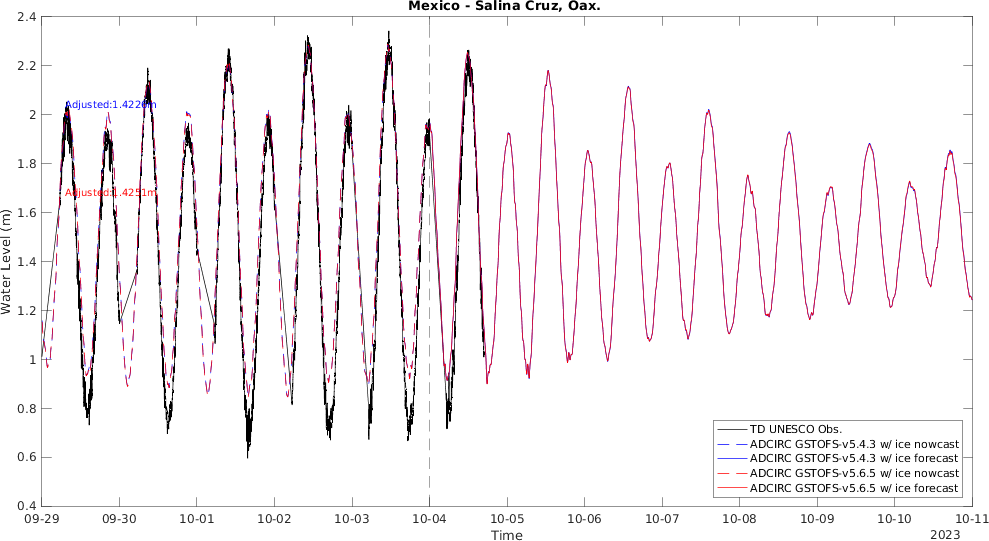 Mexico - Salina Cruz, Oax.
2.4
2.2
2
1.8
1.6
1.4
1.2
1
0.8
0.6
0.4
Water Level (m)
Adjusted:1.4226m
Adjusted:1.4251m
TD UNESCO Obs.
ADCIRC GSTOFS-v5.4.3 w/ ice nowcast
ADCIRC GSTOFS-v5.4.3 w/ ice forecast
ADCIRC GSTOFS-v5.6.5 w/ ice nowcast
ADCIRC GSTOFS-v5.6.5 w/ ice forecast
09-29 09-30 10-01 10-02 10-03 10-04 10-05 10-06 10-07 10-08 10-09 10-10 10-11
Time
2023